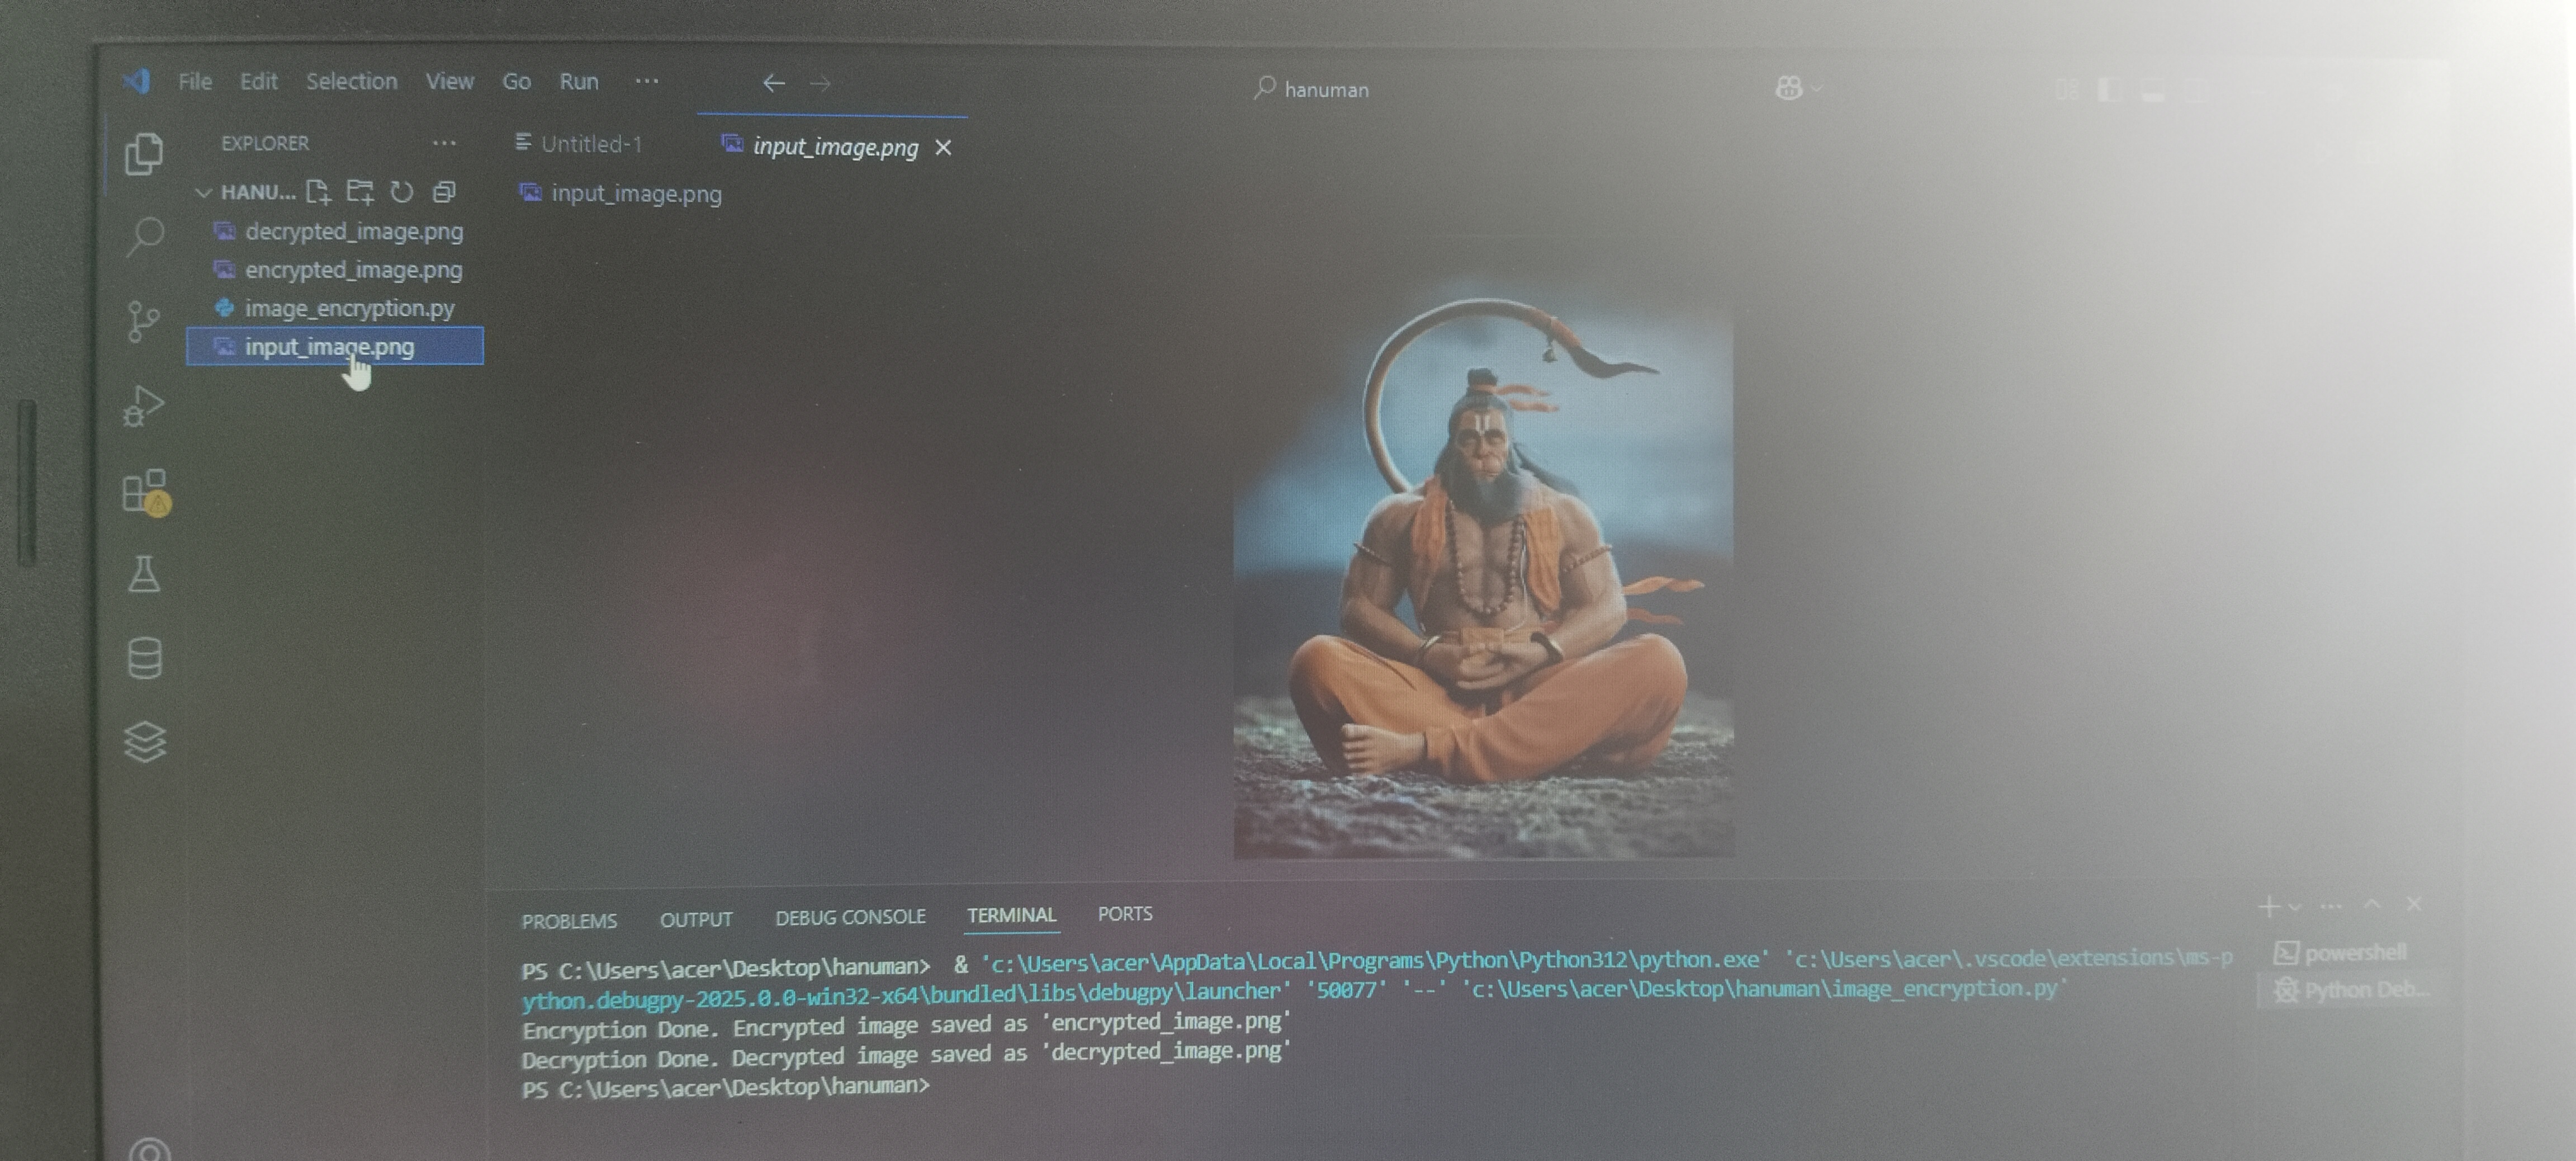 File Edit Selection View Go Run ...
hanuman
EXPLORER ...
HANU...
decrypted_image.png
encrypted_image.png
image_encryption.py
input_image.png
Untitled-1
input_image.png
input_image.png
PROBLEMS OUTPUT DEBUG CONSOLE TERMINAL PORTS
PS C:\Users\acer\Desktop\hanuman> & 'c:\Users\acer\AppData\Local\Programs\Python\Python312\python.exe' 'c:\Users\acer\.vscode\extensions\ms-p
ython.debugpy-2025.0.0-win32-x64\bundled\libs\debugpy\launcher' '50077' '--' 'c:\Users\acer\Desktop\hanuman\image_encryption.py'
Encryption Done. Encrypted image saved as 'encrypted_image.png'
Decryption Done. Decrypted image saved as 'decrypted_image.png'
PS C:\Users\acer\Desktop\hanuman>
powershell
Python Deb...